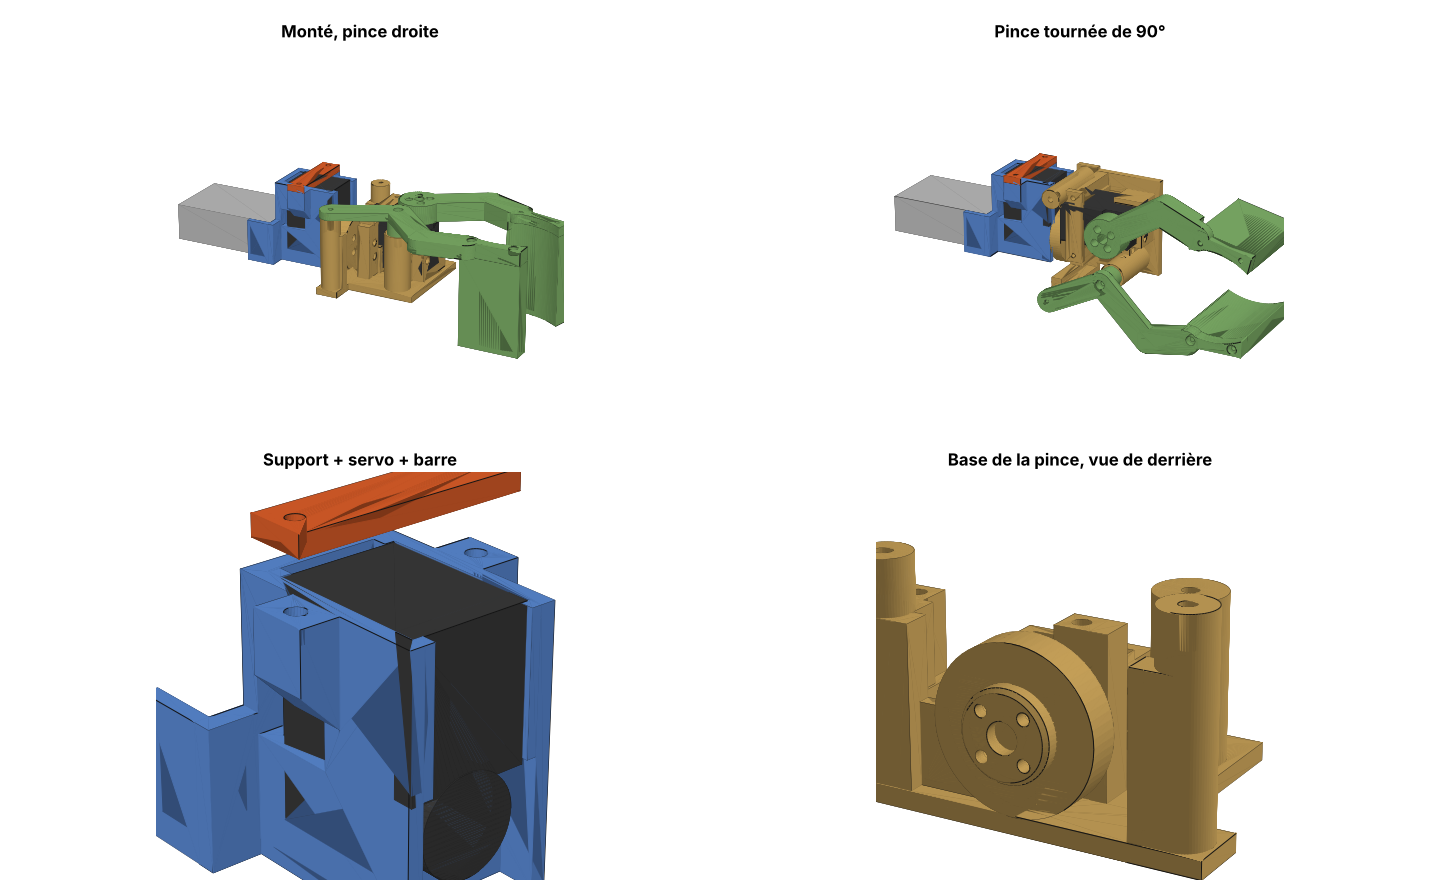 Monté, pince droite
Pince tournée de 90°
Support + servo + barre
Base de la pince, vue de derrière